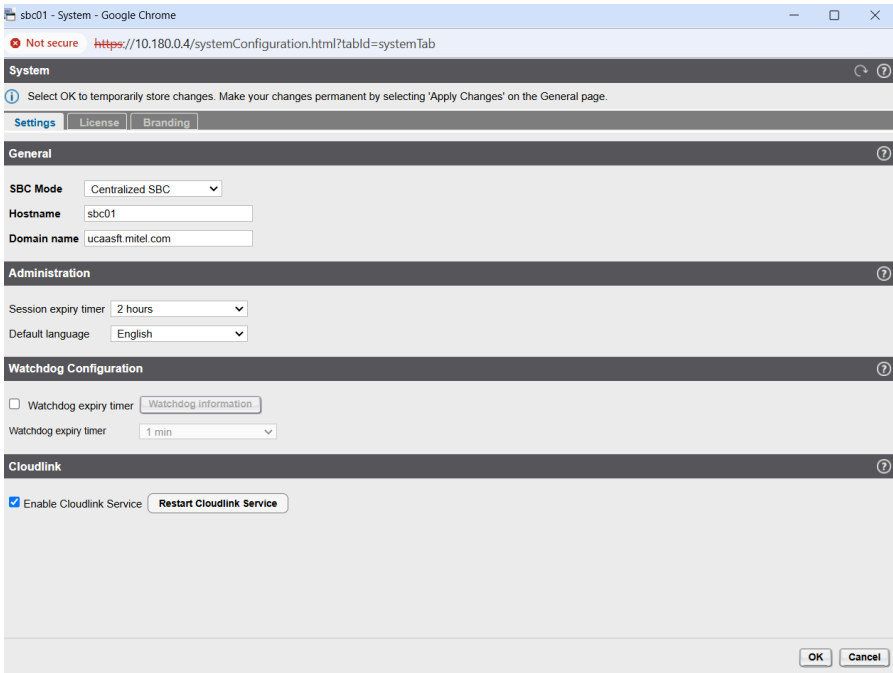 sbc01 - System - Google Chrome
Not secure https://10.180.0.4/systemConfiguration.html?tabId=systemTab
System
Select OK to temporarily store changes. Make your changes permanent by selecting 'Apply Changes' on the General page.
Settings License Branding
General
SBC Mode Centralized SBC
Hostname sbc01
Domain name ucaasft.mitel.com
Administration
Session expiry timer 2 hours
Default language English
Watchdog Configuration
Watchdog expiry timer Watchdog information
Watchdog expiry timer 1 min
Cloudlink
Enable Cloudlink Service Restart Cloudlink Service
OK Cancel